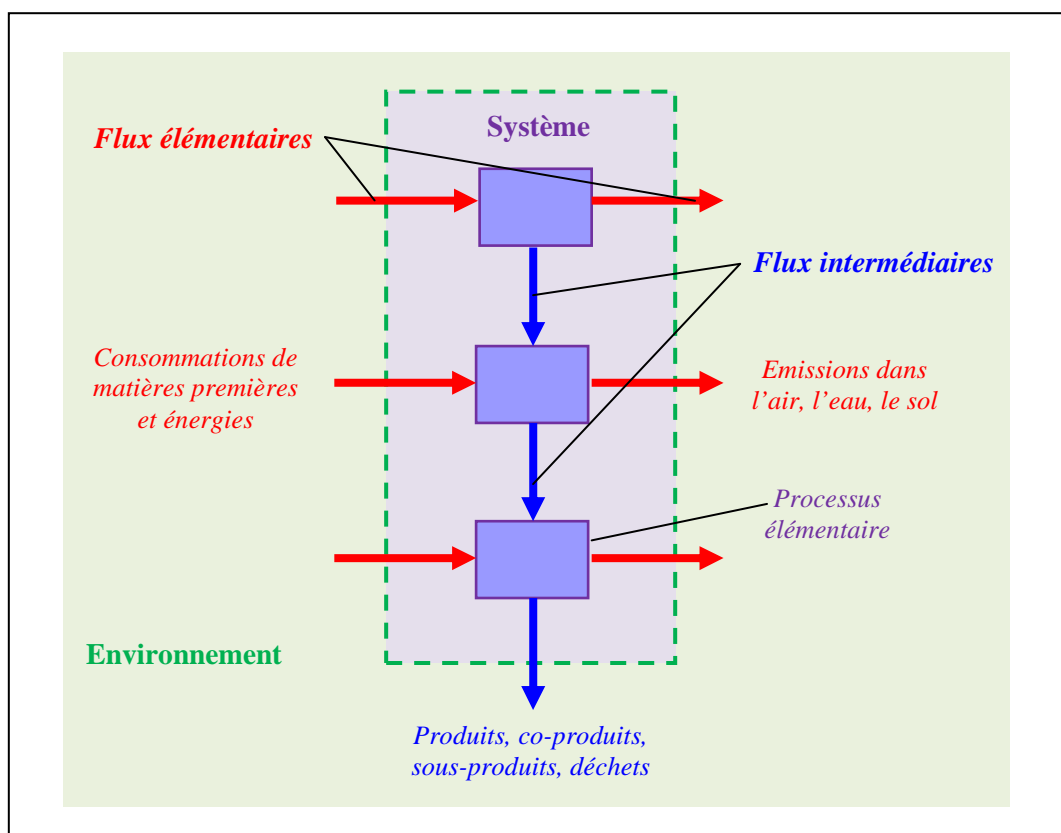 Système
Flux élémentaires
Flux intermédiaires
Consommations de
matières premières
et énergies
Emissions dans
l’air, l’eau, le sol
Processus
élémentaire
Environnement
Produits, co-produits,
sous-produits, déchets